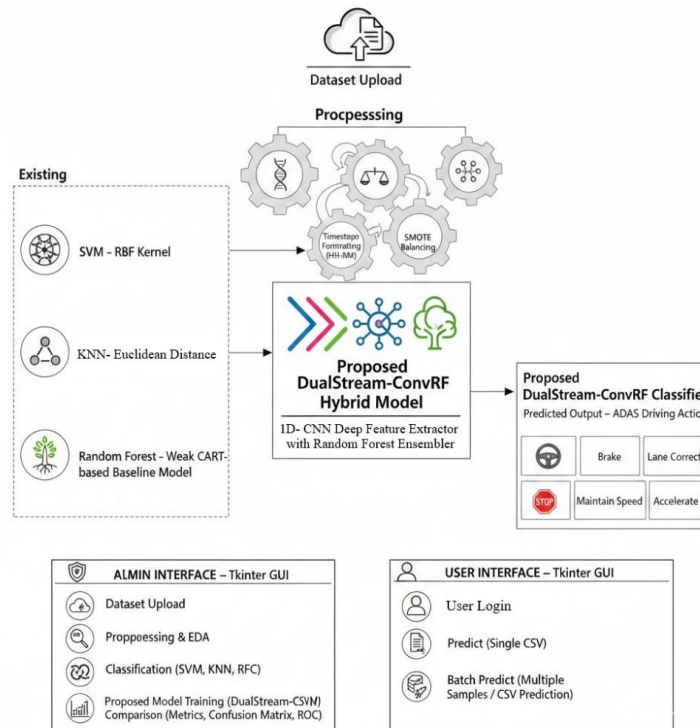 Dataset Upload
Procpesssing
Existing
Timestapo
Fornrating
(HH:MM)
SMOTE
Balancing
SVM – RBF Kernel
KNN- Euclidean Distance
Random Forest – Weak CART-
based Baseline Model
Proposed
DualStream-ConvRF
Hybrid Model
1D- CNN Deep Feature Extractor
with Random Forest Ensembler
Proposed
DualStream-ConvRF Classifie
Predicted Output – ADAS Driving Actio
Brake
Lane Correct
STOP
Maintain Speed
Accelerate
ALMIN INTERFACE – Tkinter GUI
Dataset Upload
Proppoessing & EDA
Classification (SVM, KNN, RFC)
Proposed Model Training (DualStream-CSVN)
Comparison (Metrics, Confusion Matrix, ROC)
USER INTERFACE – Tkinter GUI
User Login
Predict (Single CSV)
Batch Predict (Multiple
Samples / CSV Prediction)